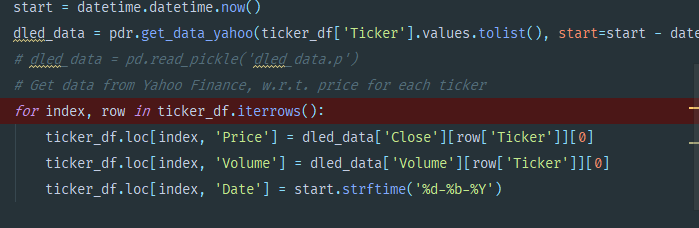 start = datetime.datetime.now()
dled_data = pdr.get_data_yahoo(ticker_df['Ticker'].values.tolist(), start=start - date
# dled_data = pd.read_pickle('dled_data.p')
# Get data from Yahoo Finance, w.r.t. price for each ticker
for index, row in ticker_df.iterrows():
    ticker_df.loc[index, 'Price'] = dled_data['Close'][row['Ticker']][0]
    ticker_df.loc[index, 'Volume'] = dled_data['Volume'][row['Ticker']][0]
    ticker_df.loc[index, 'Date'] = start.strftime('%d-%b-%Y')